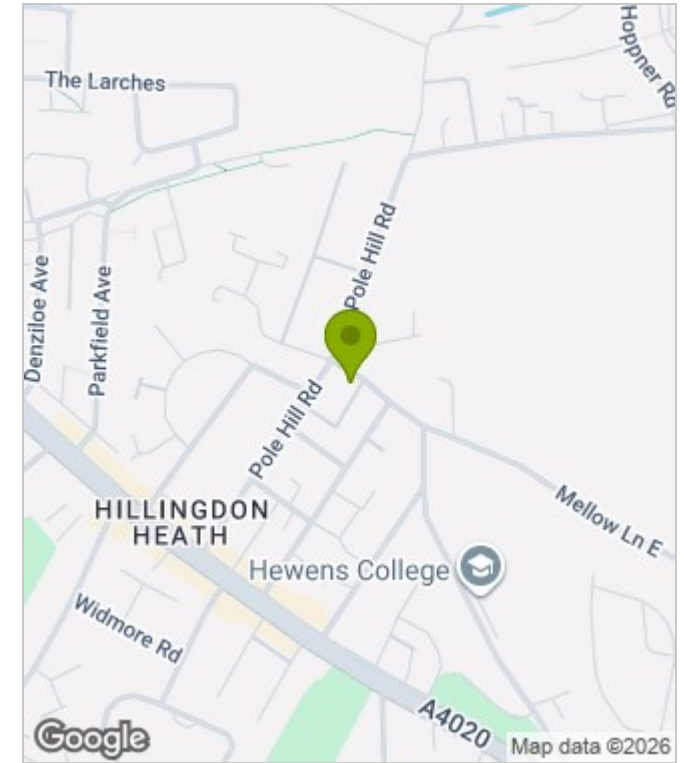 Hoppner Rd
The Larches
Pole Hill Rd
Denziloe Ave
Parkfield Ave
Pole Hill Rd
HILLINGDON
HEATH
Mellow Ln E
Hewens College
Widmore Rd
A4020
Google
Map data ©2026